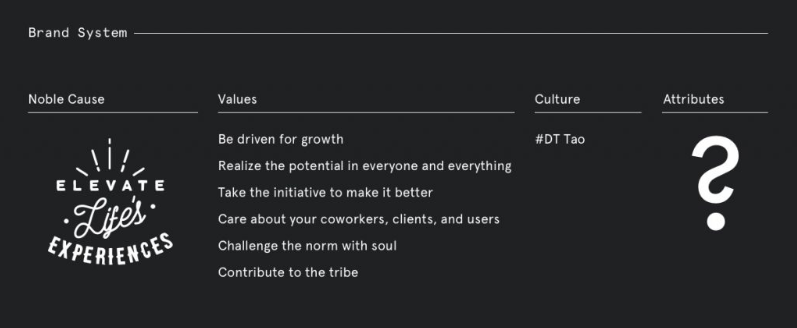 Brand System
Noble Cause
ELEVATE
Life's
EXPERIENCES
Values
Be driven for growth
Realize the potential in everyone and everything
Take the initiative to make it better
Care about your coworkers, clients, and users
Challenge the norm with soul
Contribute to the tribe
Culture
#DT Tao
Attributes
?